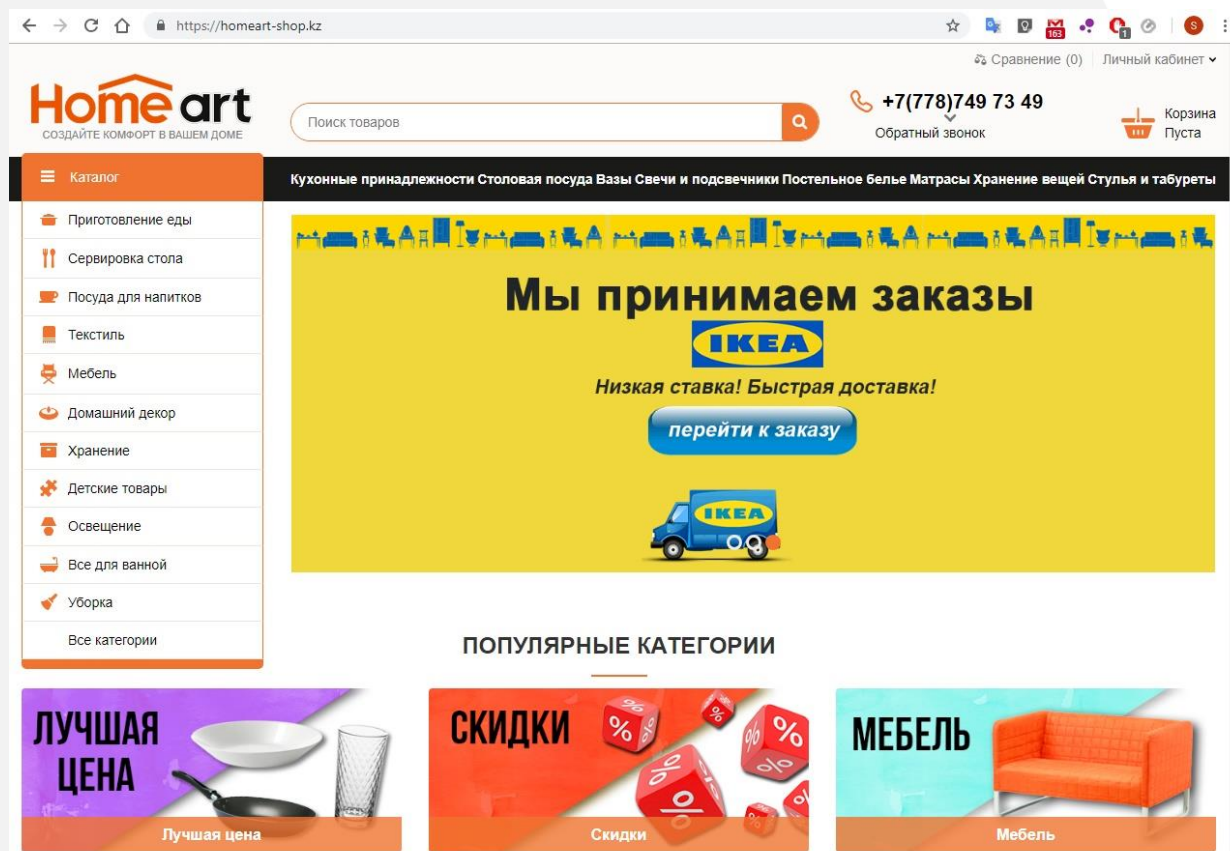 https://homeart-shop.kz
163
1
S
Сравнение (0) Личный кабинет
Home art
СОЗДАЙТЕ КОМФОРТ В ВАШЕМ ДОМЕ
Поиск товаров
+7(778)749 73 49
Обратный звонок
Корзина
Пуста
Каталог
Кухонные принадлежности Столовая посуда Вазы Свечи и подсвечники Постельное белье Матрасы Хранение вещей Стулья и табуреты
Приготовление еды
Сервировка стола
Посуда для напитков
Текстиль
Мебель
Домашний декор
Хранение
Детские товары
Освещение
Все для ванной
Уборка
Все категории
Мы принимаем заказы
IKEA
Низкая ставка! Быстрая доставка!
перейти к заказу
IKEA
ПОПУЛЯРНЫЕ КАТЕГОРИИ
ЛУЧШАЯ
ЦЕНА
Лучшая цена
СКИДКИ
% % % % % % % %
Скидки
МЕБЕЛЬ
Мебель